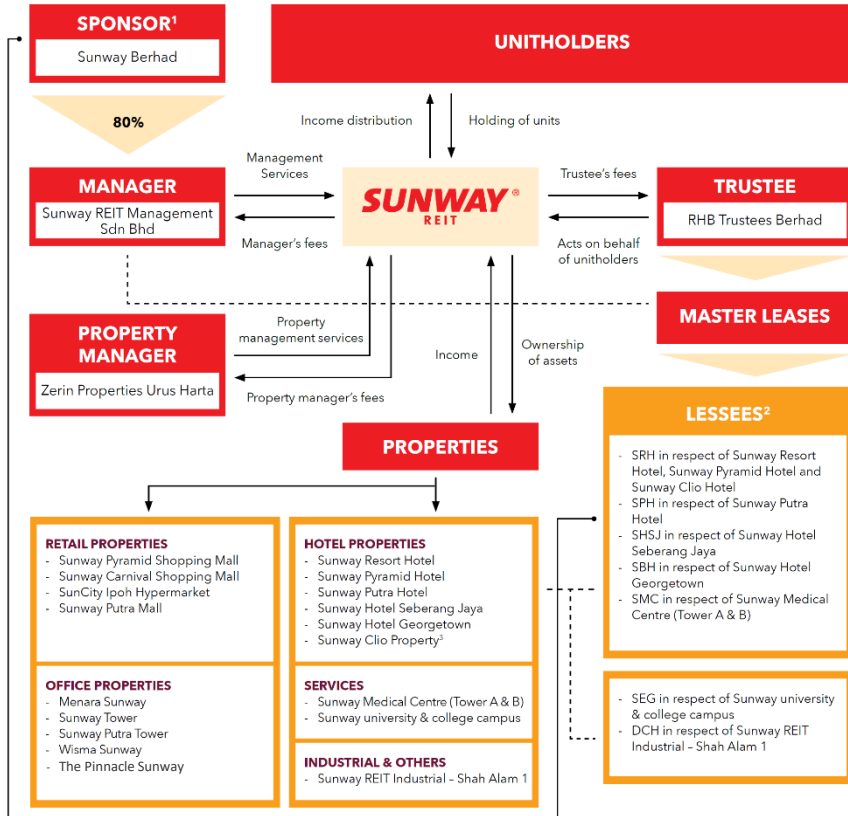 SPONSOR¹
Sunway Berhad
UNITHOLDERS
80%
Income distribution
Holding of units
Management
Services
MANAGER
Sunway REIT Management
Sdn Bhd
Manager's fees
SUNWAY®
REIT
Trustee's fees
Acts on behalf
of unitholders
TRUSTEE
RHB Trustees Berhad
MASTER LEASES
PROPERTY
MANAGER
Zerin Properties Urus Harta
Property
management services
Property manager's fees
Income
Ownership
of assets
PROPERTIES
LESSEES²
- SRH in respect of Sunway Resort
Hotel, Sunway Pyramid Hotel and
Sunway Clio Hotel
- SPH in respect of Sunway Putra
Hotel
- SHSJ in respect of Sunway Hotel
Seberang Jaya
- SBH in respect of Sunway Hotel
Georgetown
- SMC in respect of Sunway Medical
Centre (Tower A & B)
RETAIL PROPERTIES
- Sunway Pyramid Shopping Mall
- Sunway Carnival Shopping Mall
- SunCity Ipoh Hypermarket
- Sunway Putra Mall
HOTEL PROPERTIES
- Sunway Resort Hotel
- Sunway Pyramid Hotel
- Sunway Putra Hotel
- Sunway Hotel Seberang Jaya
- Sunway Hotel Georgetown
- Sunway Clio Property³
OFFICE PROPERTIES
- Menara Sunway
- Sunway Tower
- Sunway Putra Tower
- Wisma Sunway
- The Pinnacle Sunway
SERVICES
- Sunway Medical Centre (Tower A & B)
- Sunway university & college campus
INDUSTRIAL & OTHERS
- Sunway REIT Industrial – Shah Alam 1
- SEG in respect of Sunway university
& college campus
- DCH in respect of Sunway REIT
Industrial – Shah Alam 1